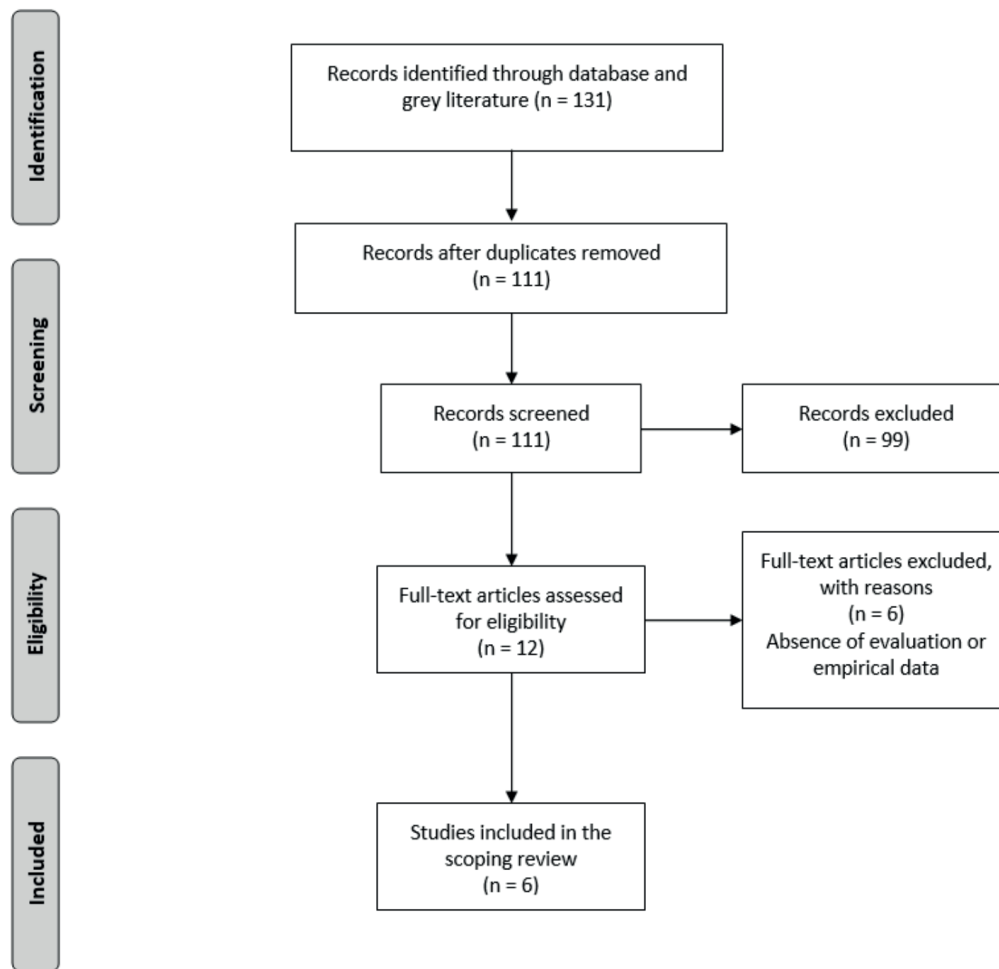 Identification
Records identified through database and
grey literature (n = 131)
Records after duplicates removed
(n = 111)
Screening
Records screened
(n = 111)
Records excluded
(n = 99)
Eligibility
Full-text articles assessed
for eligibility
(n = 12)
Full-text articles excluded,
with reasons
(n = 6)
Absence of evaluation or
empirical data
Included
Studies included in the
scoping review
(n = 6)